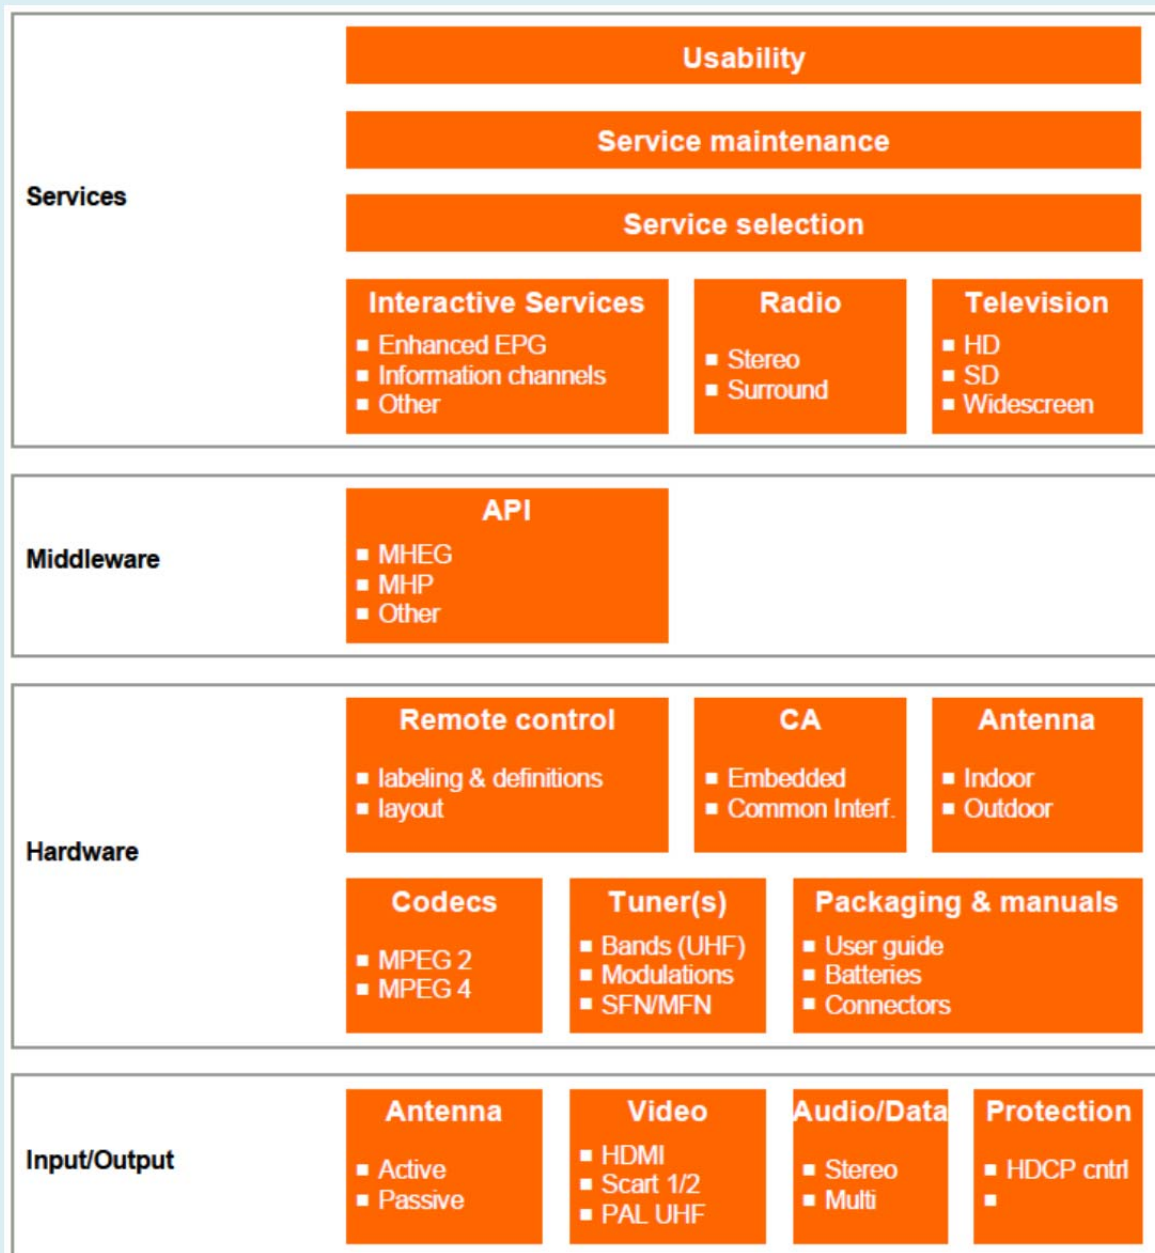 Services
Usability
Service maintenance
Service selection
Interactive Services
■ Enhanced EPG
■ Information channels
■ Other
Radio
■ Stereo
■ Surround
Television
■ HD
■ SD
■ Widescreen
Middleware
API
■ MHEG
■ MHP
■ Other
Hardware
Remote control
■ labeling & definitions
■ layout
CA
■ Embedded
■ Common Interf.
Antenna
■ Indoor
■ Outdoor
Codecs
■ MPEG 2
■ MPEG 4
Tuner(s)
■ Bands (UHF)
■ Modulations
■ SFN/MFN
Packaging & manuals
■ User guide
■ Batteries
■ Connectors
Input/Output
Antenna
■ Active
■ Passive
Video
■ HDMI
■ Scart 1/2
■ PAL UHF
Audio/Data
■ Stereo
■ Multi
Protection
■ HDCP cntrl
■